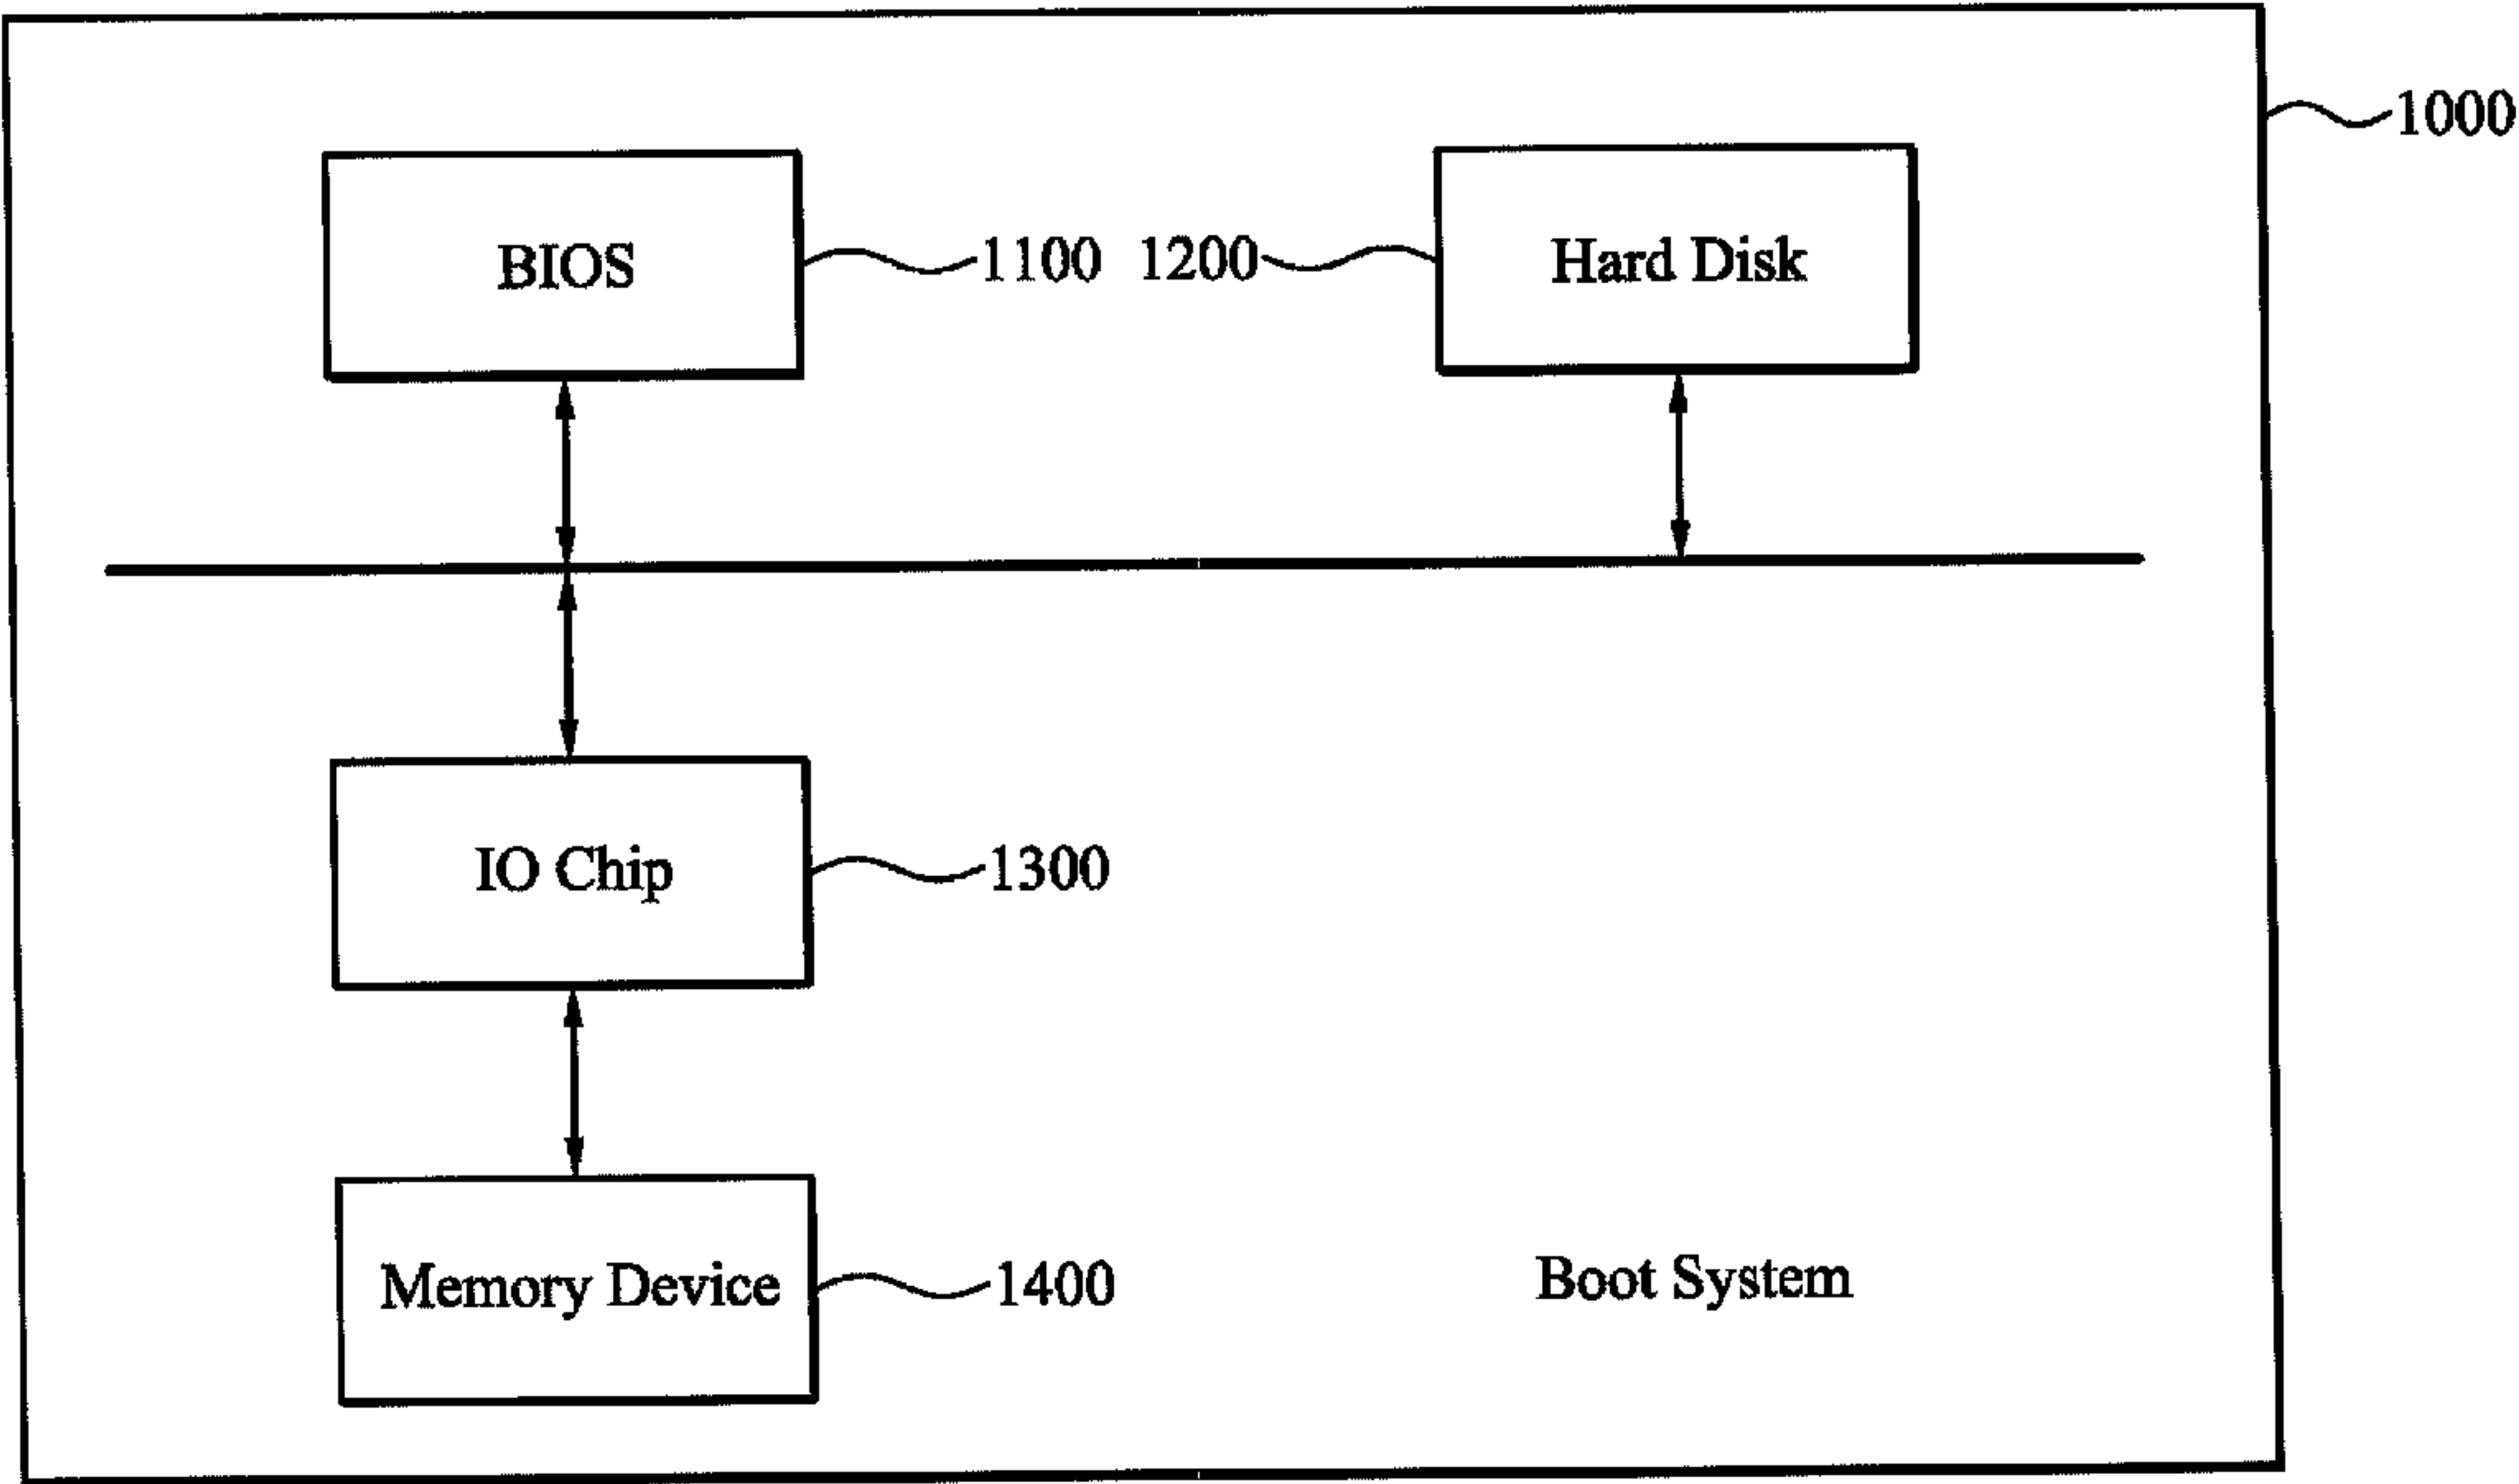 1000
BIOS
1100
1200
Hard Disk
IO Chip
1300
Memory Device
1400
Boot System